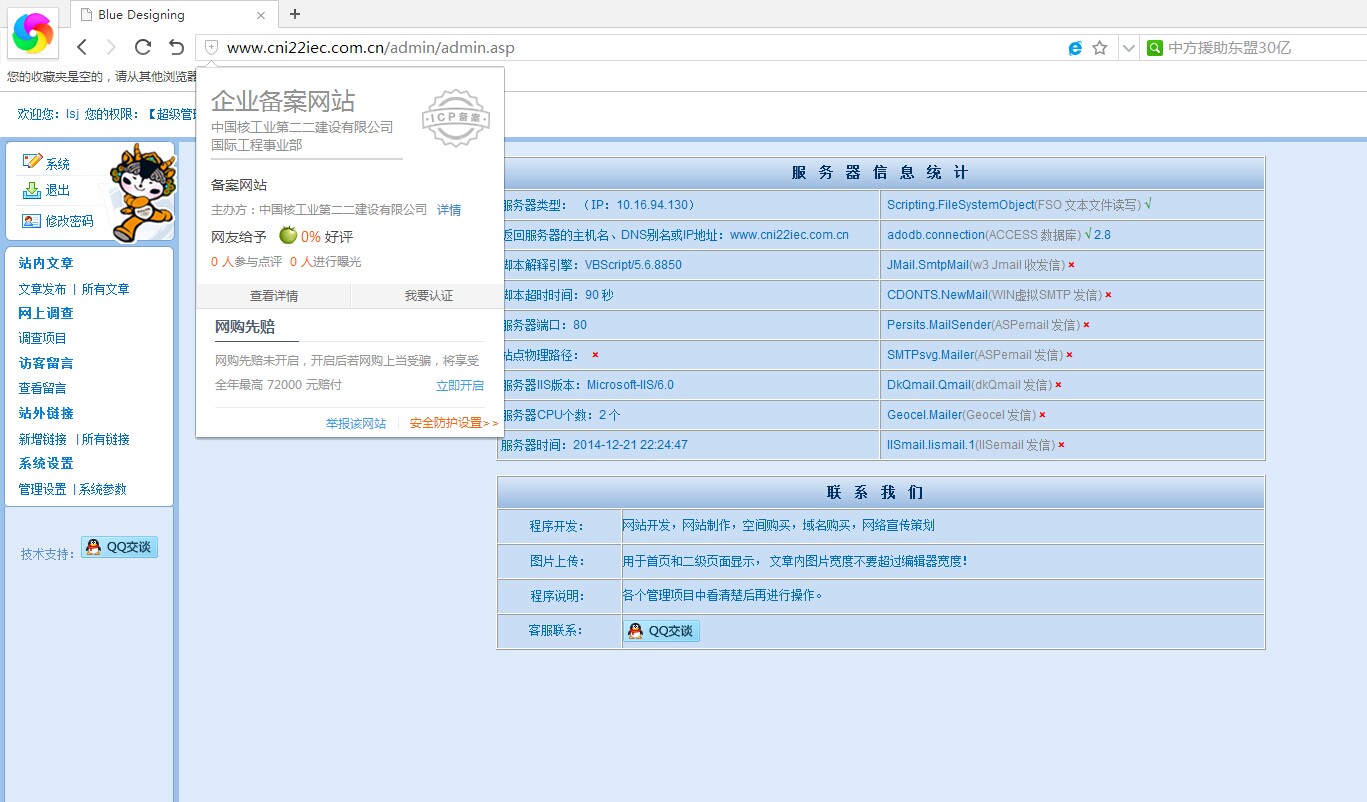 Blue Designing
www.cni22iec.com.cn/admin/admin.asp
中方援助东盟30亿
您的收藏夹是空的，请从其他浏览器
欢迎您：lsj 您的权限：【超级管
企业备案网站
中国核工业第二二建设有限公司
国际工程事业部
ICP备案
备案网站
主办方：中国核工业第二二建设有限公司 详情
网友给予 0% 好评
0 人参与点评 0 人进行曝光
查看详情 我要认证
网购先赔
网购先赔未开启，开启后若网购上当受骗，将享受
全年最高 72000 元赔付 立即开启
举报该网站 安全防护设置>>
系统
退出
修改密码
站内文章
文章发布 | 所有文章
网上调查
调查项目
访客留言
查看留言
站外链接
新增链接 | 所有链接
系统设置
管理设置 | 系统参数
技术支持： QQ交谈
服 务 器 信 息 统 计
服务器类型：（IP：10.16.94.130） Scripting.FileSystemObject(FSO 文本文件读写) √
返回服务器的主机名、DNS别名或IP地址：www.cni22iec.com.cn adodb.connection(ACCESS 数据库) √ 2.8
脚本解释引擎：VBScript/5.6.8850 JMail.SmtpMail(w3 Jmail 收发信) ×
脚本超时时间：90 秒 CDONTS.NewMail(WIN虚拟SMTP 发信) ×
服务器端口：80 Persits.MailSender(ASPemail 发信) ×
站点物理路径： × SMTPsvg.Mailer(ASPemail 发信) ×
服务器IIS版本：Microsoft-IIS/6.0 DkQmail.Qmail(dkQmail 发信) ×
服务器CPU个数：2 个 Geocel.Mailer(Geocel 发信) ×
服务器时间：2014-12-21 22:24:47 IISmail.Iismail.1(IISemail 发信) ×
联 系 我 们
程序开发： 网站开发，网站制作，空间购买，域名购买，网络宣传策划
图片上传： 用于首页和二级页面显示， 文章内图片宽度不要超过编辑器宽度！
程序说明： 各个管理项目中看清楚后再进行操作。
客服联系： QQ交谈